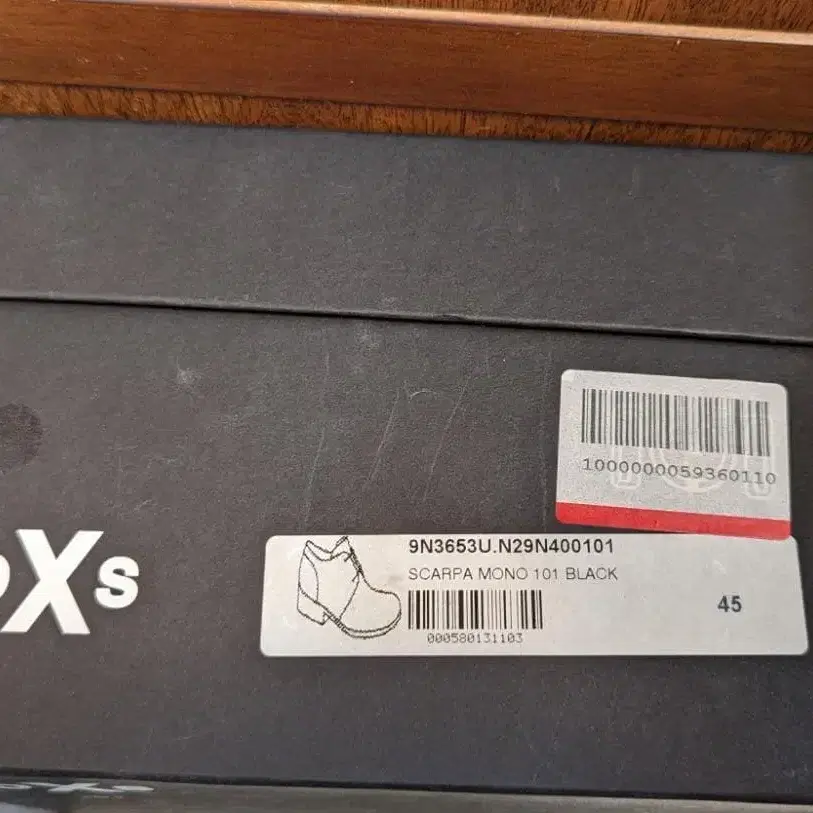 1000000059360110
Xs
9N3653U.N29N400101
SCARPA MONO 101 BLACK
45
000580131103